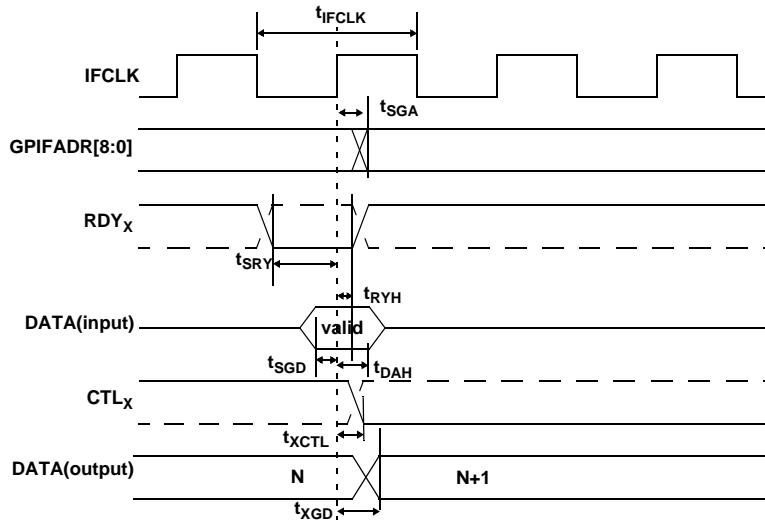 tIFCLK
IFCLK
tSGA
GPIFADR[8:0]
RDYX
tSRY
tRYH
DATA(input)
valid
tSGD
tDAH
CTLX
tXCTL
DATA(output)
N
N+1
tXGD